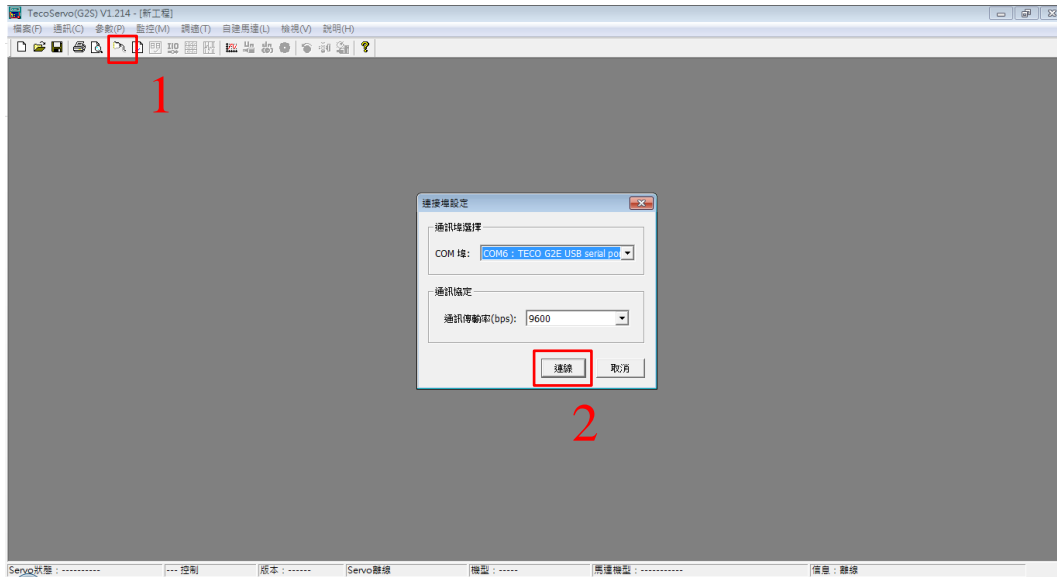 TecoServo(G2S) V1.214 - [新工程]
檔案(F) 通訊(C) 參數(P) 監控(M) 調適(T) 自建馬達(L) 檢視(V) 說明(H)
1
連接埠設定
通訊埠選擇
COM 埠: COM6 : TECO G2E USB serial po
通訊協定
通訊傳輸率(bps): 9600
連線 取消
2
Servo狀態 : ---------- --- 控制 版本 : ------ Servo離線 機型 : ----- 馬達機型 : ----------- 信息 : 離線